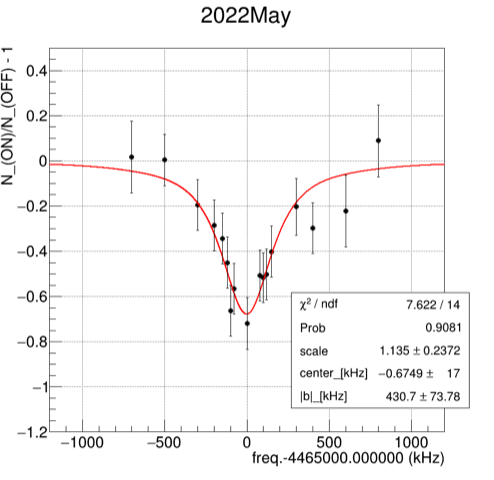 2022May
N_(ON)/N_(OFF) - 1
0.4
0.2
0
−0.2
−0.4
−0.6
−0.8
−1
−1.2
χ² / ndf 7.622 / 14
Prob 0.9081
scale 1.135 ± 0.2372
center_[kHz] −0.6749 ± 17
|b|_[kHz] 430.7 ± 73.78
−1000 −500 0 500 1000
freq.-4465000.000000 (kHz)